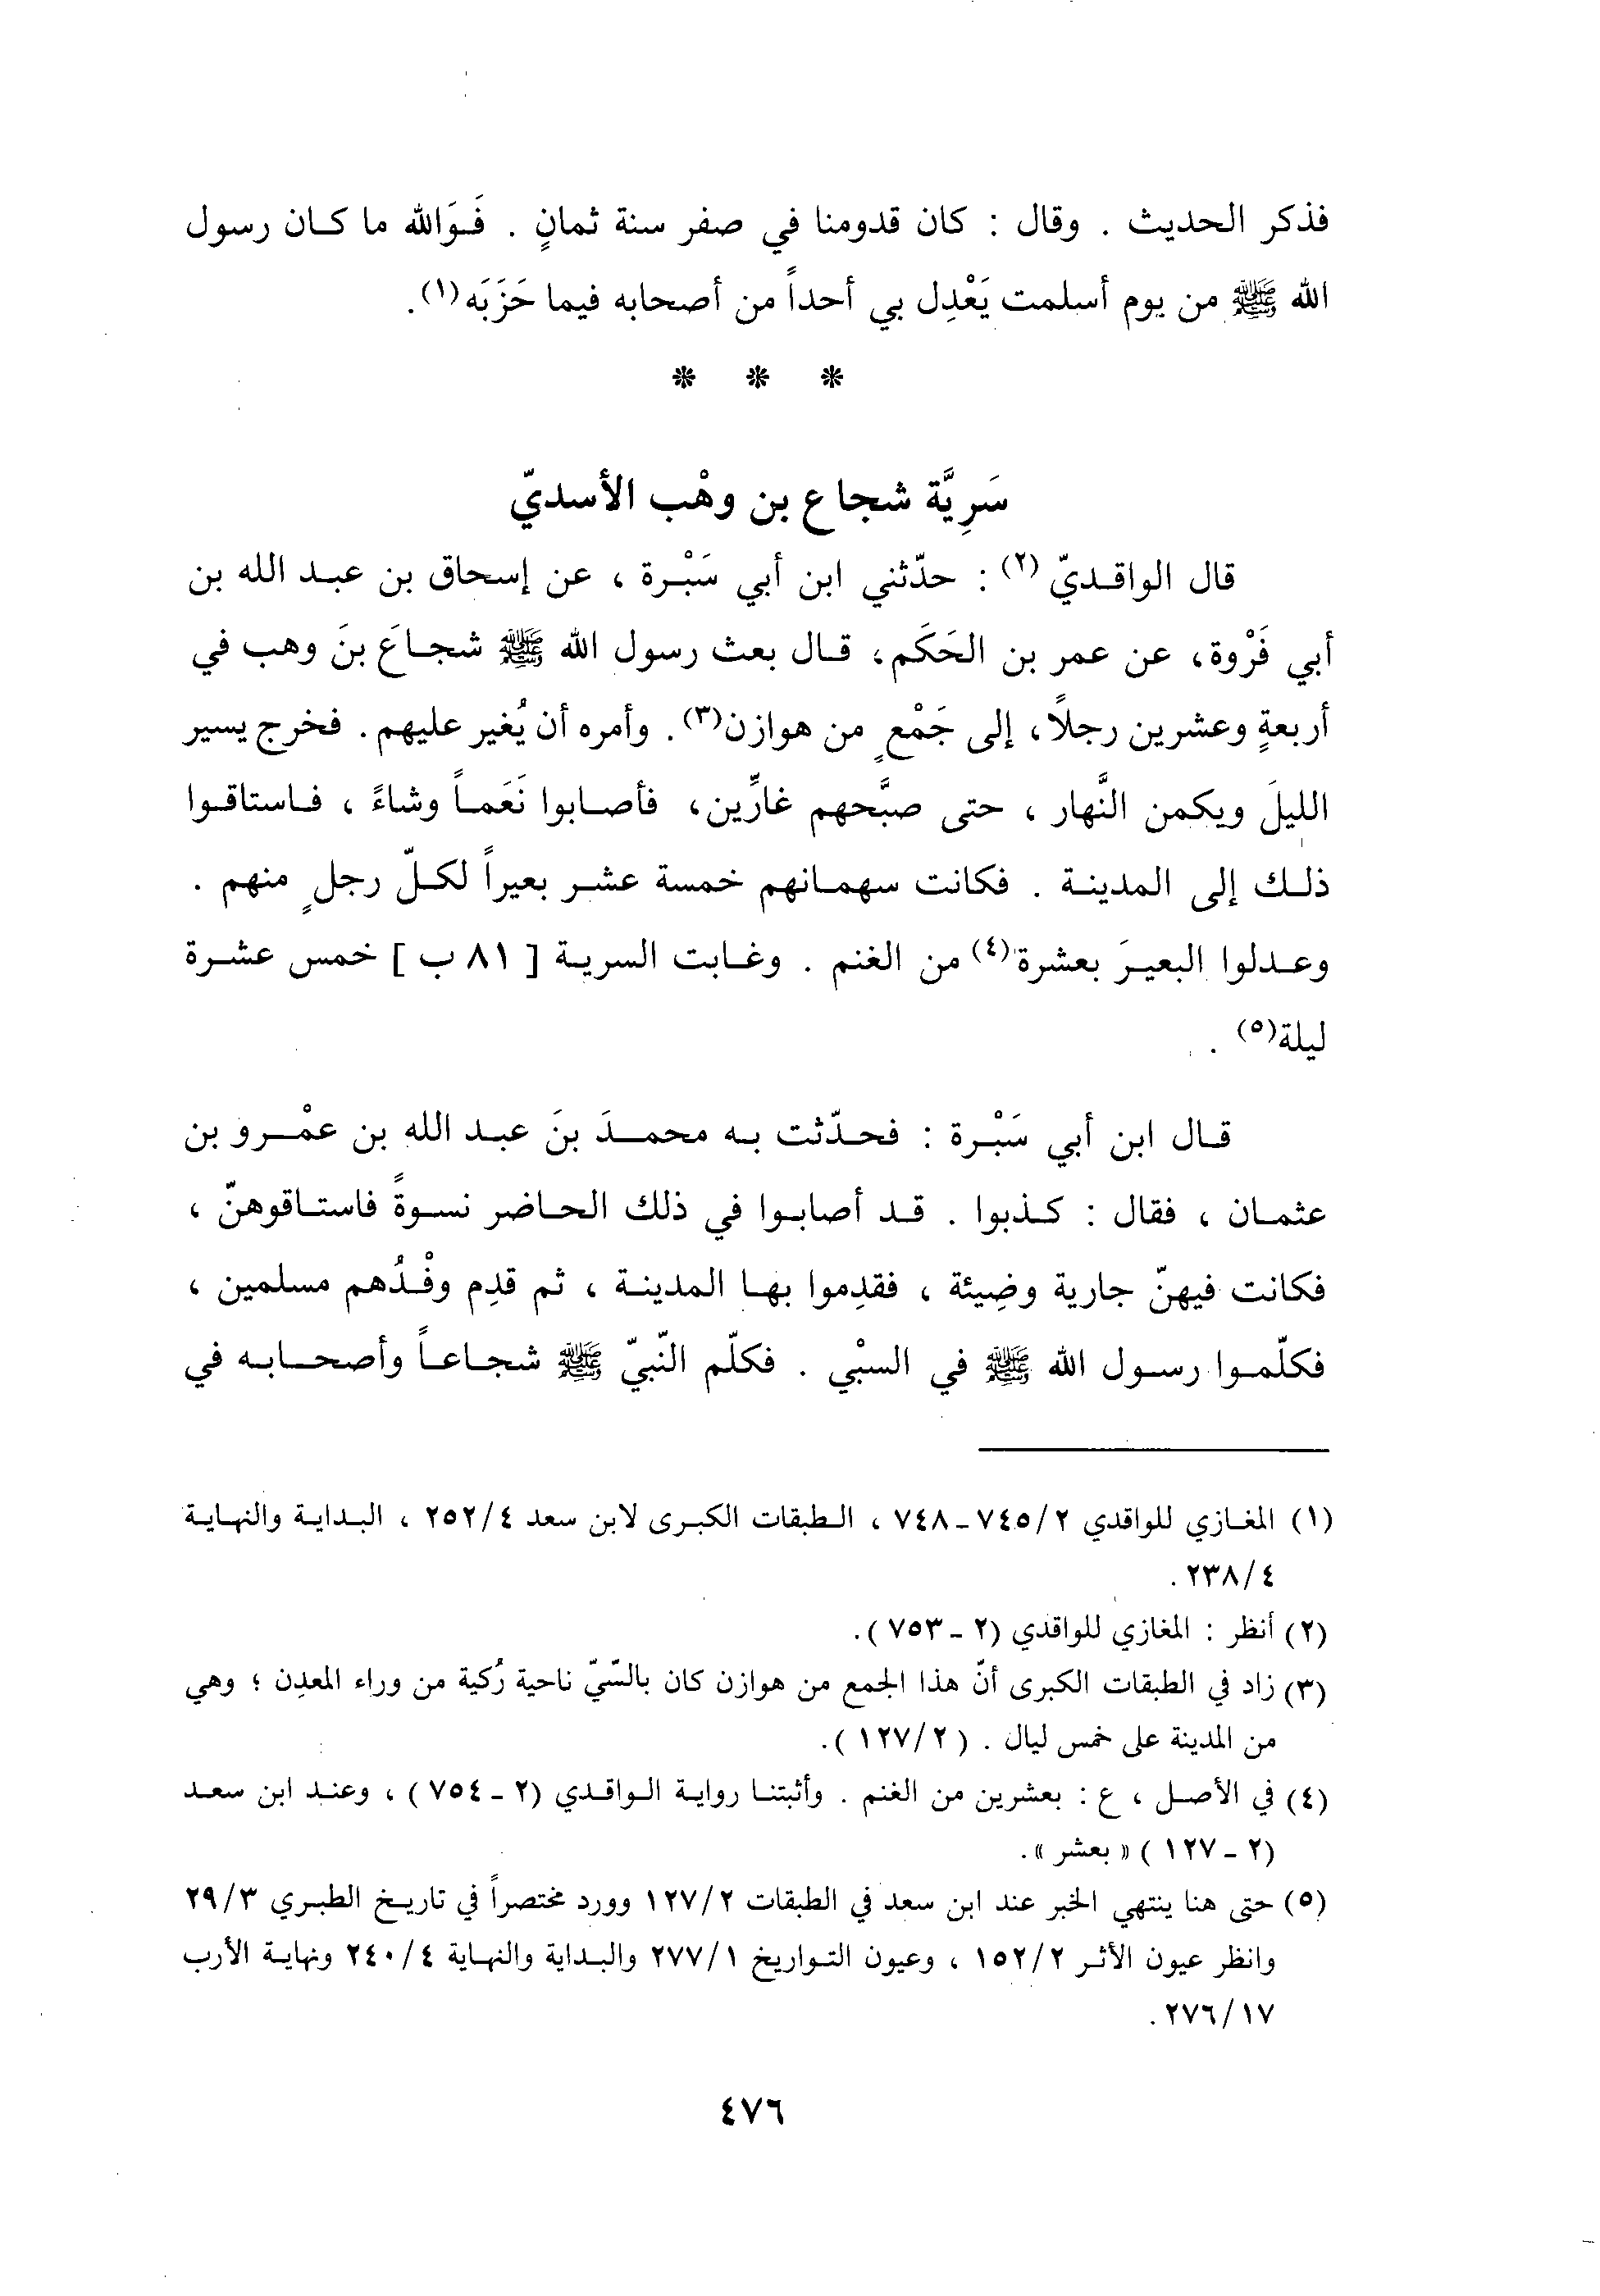 فذكر الحديث . وقال : كان قدومنا في صفر سنة ثمانٍ . فَوَالله ما كان رسول
الله ﷺ من يوم أسلمت يَعْدِل بي أحداً من أصحابه فيما حَزَبَه(١).
* * *
سَرِيَّة شجاع بن وهْب الأسديّ
قال الواقديّ(٢) : حدّثني ابن أبي سَبْرة ، عن إسحاق بن عبد الله بن
أبي فَرْوة، عن عمر بن الحَكَم، قال بعث رسول الله ﷺ شجاعَ بنَ وهب في
أربعةٍ وعشرين رجلاً، إلى جَمْعٍ من هوازن(٣). وأمره أن يُغير عليهم. فخرج يسير
الليلَ ويكمن النَّهار ، حتى صبَّحهم غارِّين، فأصابوا نَعَماً وشاءً ، فاستاقوا
ذلك إلى المدينة . فكانت سهمانهم خمسة عشر بعيراً لكلّ رجلٍ منهم .
وعدلوا البعيرَ بعشرة(٤) من الغنم . وغابت السرية [ ٨١ ب ] خمس عشرة
ليلة(٥) .
قال ابن أبي سَبْرة : فحدّثت به محمدَ بنَ عبد الله بن عمْرو بن
عثمان ، فقال : كذبوا . قد أصابوا في ذلك الحاضر نسوةً فاستاقوهنّ ،
فكانت فيهنّ جارية وضِيئة ، فقدِموا بها المدينة ، ثم قدِم وفْدُهم مسلمين ،
فكلّموا رسول الله ﷺ في السبْي . فكلّم النّبيّ ﷺ شجاعاً وأصحابه في
(١) المغازي للواقدي ٧٤٥/٢ـ٧٤٨ ، الطبقات الكبرى لابن سعد ٢٥٢/٤ ، البداية والنهاية
٢٣٨/٤.
(٢) أنظر : المغازي للواقدي (٢ ـ ٧٥٣).
(٣) زاد في الطبقات الكبرى أنّ هذا الجمع من هوازن كان بالسّيّ ناحية رُكية من وراء المعدِن ؛ وهي
من المدينة على خمس ليال . (١٢٧/٢).
(٤) في الأصل ، ع : بعشرين من الغنم . وأثبتنا رواية الواقدي (٢ ـ ٧٥٤) ، وعند ابن سعد
(٢ ـ ١٢٧) « بعشر ».
(٥) حتى هنا ينتهي الخبر عند ابن سعد في الطبقات ١٢٧/٢ وورد مختصراً في تاريخ الطبري ٢٩/٣
وانظر عيون الأثر ١٥٢/٢ ، وعيون التواريخ ٢٧٧/١ والبداية والنهاية ٢٤٠/٤ ونهاية الأرب
٢٧٦/١٧.
٤٧٦